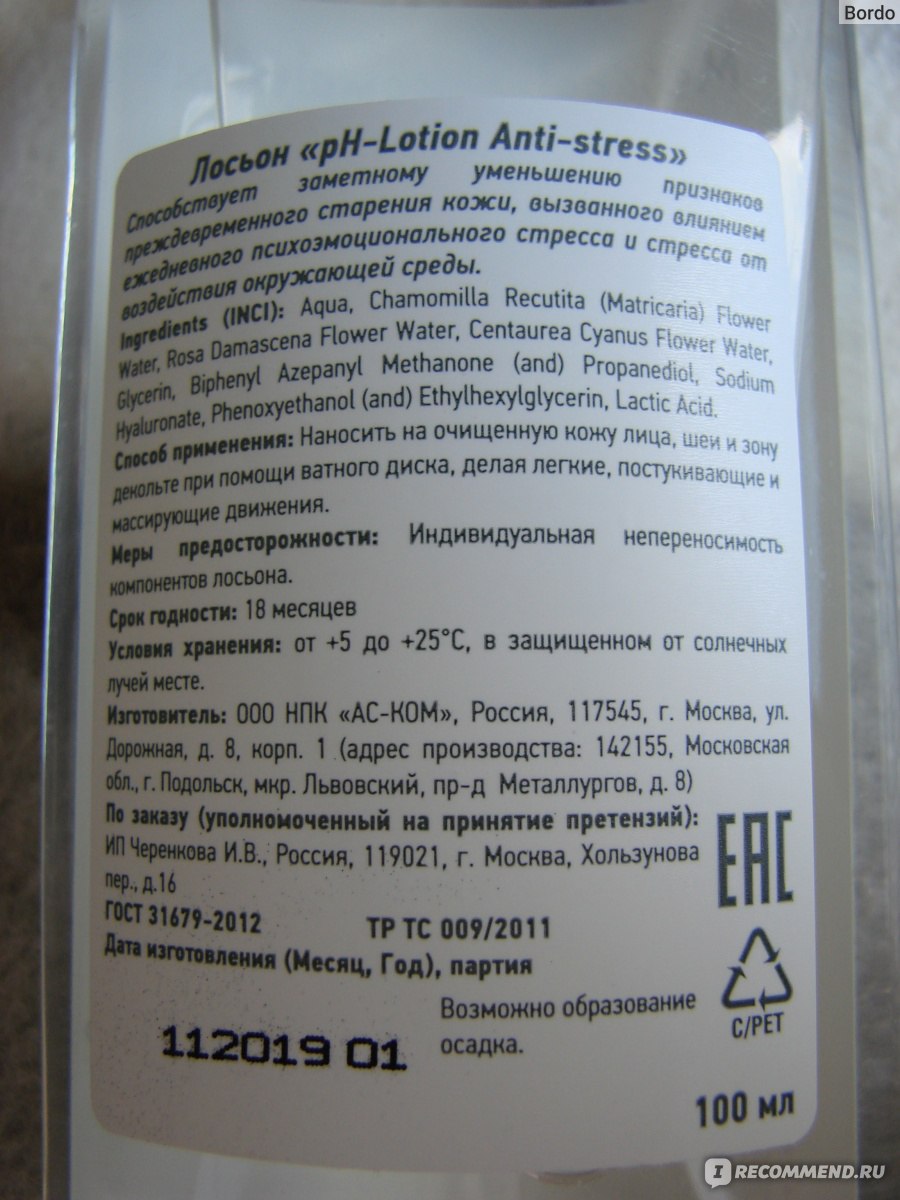 Bordo
Лосьон «pH-Lotion Anti-stress»
Способствует заметному уменьшению признаков
преждевременного старения кожи, вызванного влиянием
ежедневного психоэмоционального стресса и стресса от
воздействия окружающей среды.
Ingredients (INCI): Aqua, Chamomilla Recutita (Matricaria) Flower
Water, Rosa Damascena Flower Water, Centaurea Cyanus Flower Water,
Glycerin, Biphenyl Azepanyl Methanone (and) Propanediol, Sodium
Hyaluronate, Phenoxyethanol (and) Ethylhexylglycerin, Lactic Acid.
Способ применения: Наносить на очищенную кожу лица, шеи и зону
декольте при помощи ватного диска, делая легкие, постукивающие и
массирующие движения.
Меры предосторожности: Индивидуальная непереносимость
компонентов лосьона.
Срок годности: 18 месяцев
Условия хранения: от +5 до +25°C, в защищенном от солнечных
лучей месте.
Изготовитель: ООО НПК «АС-КОМ», Россия, 117545, г. Москва, ул.
Дорожная, д. 8, корп. 1 (адрес производства: 142155, Московская
обл., г. Подольск, мкр. Львовский, пр-д Металлургов, д. 8)
По заказу (уполномоченный на принятие претензий):
ИП Черенкова И.В., Россия, 119021, г. Москва, Хользунова
пер., д.16
EAC
ГОСТ 31679-2012 ТР ТС 009/2011
Дата изготовления (Месяц, Год), партия
C/PET
Возможно образование
осадка.
112019 01
100 мл
IRECOMMEND.RU